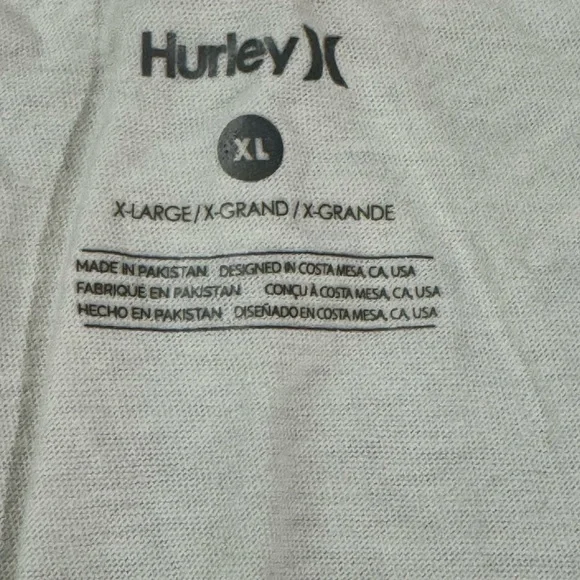 Hurley
XL
X-LARGE/X-GRAND/X-GRANDE
MADE IN PAKISTAN DESIGNED IN COSTA MESA, CA, USA
FABRIQUÉ EN PAKISTAN CONÇU À COSTA MESA, CA, USA
HECHO EN PAKISTAN DISEÑADO EN COSTA MESA, CA, USA